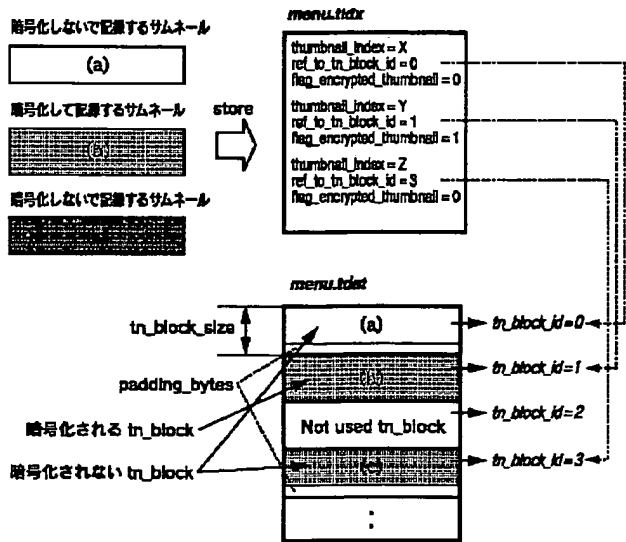 menu.tidx
暗号化しないで記録するサムネール
(a)
暗号化して記録するサムネール
(b)
暗号化しないで記録するサムネール
store
thumbnail_index = X
ref_to_tn_block_id = 0
flag_encrypted_thumbnail = 0
thumbnail_index = Y
ref_to_tn_block_id = 1
flag_encrypted_thumbnail = 1
thumbnail_index = Z
ref_to_tn_block_id = 3
flag_encrypted_thumbnail = 0
menu.tdat
tn_block_size
(a)
tn_block_id=0
padding_bytes
(b)
tn_block_id=1
暗号化される tn_block
Not used tn_block
tn_block_id=2
暗号化されない tn_block
(c)
tn_block_id=3
: